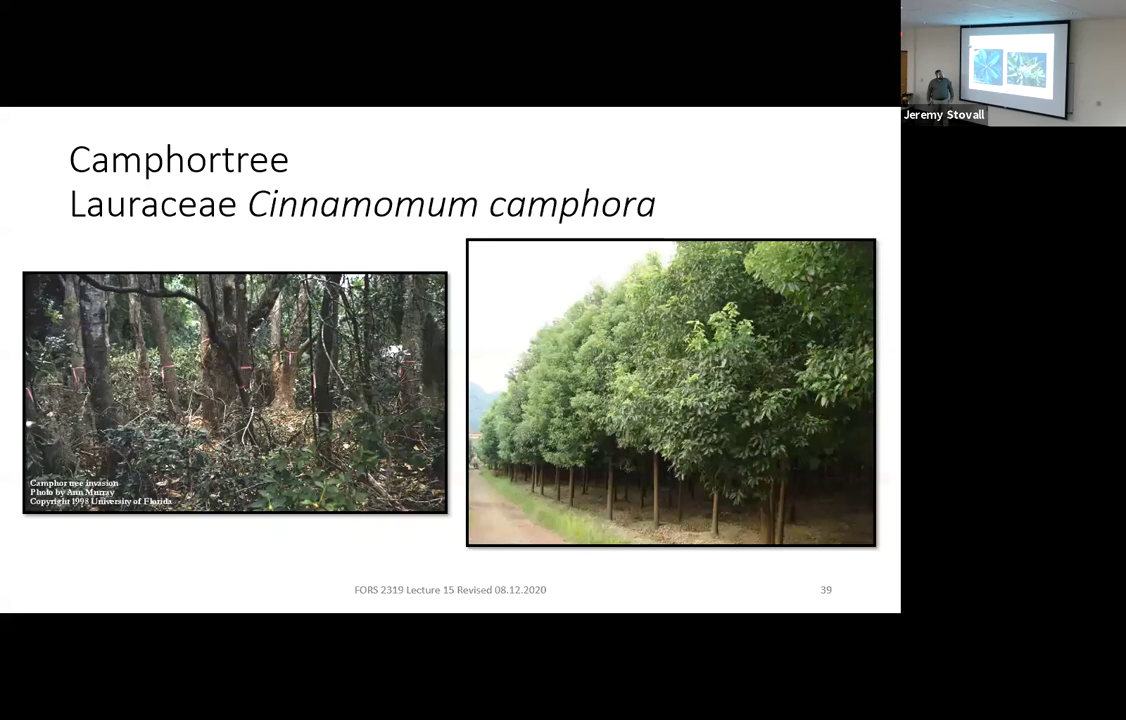 Camphortree
Lauraceae Cinnamomum camphora
Camphor tree invasion
Photo by Ann Murray
Copyright 1998 University of Florida
FORS 2319 Lecture 15 Revised 08.12.2020
39
Jeremy Stovall